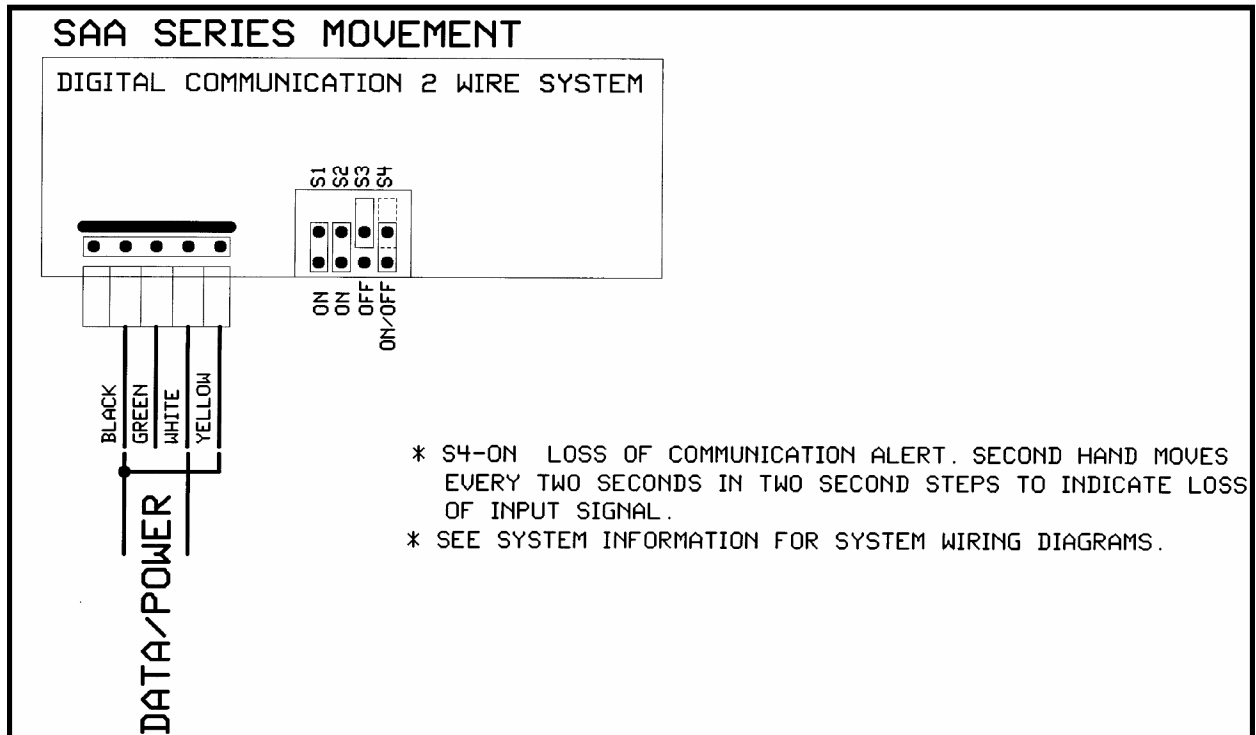 SAA SERIES MOVEMENT
DIGITAL COMMUNICATION 2 WIRE SYSTEM
S1
S2
S3
S4
ON
ON
OFF
ON/OFF
BLACK
GREEN
WHITE
YELLOW
DATA/POWER
* S4-ON LOSS OF COMMUNICATION ALERT. SECOND HAND MOVES
EVERY TWO SECONDS IN TWO SECOND STEPS TO INDICATE LOSS
OF INPUT SIGNAL.
* SEE SYSTEM INFORMATION FOR SYSTEM WIRING DIAGRAMS.